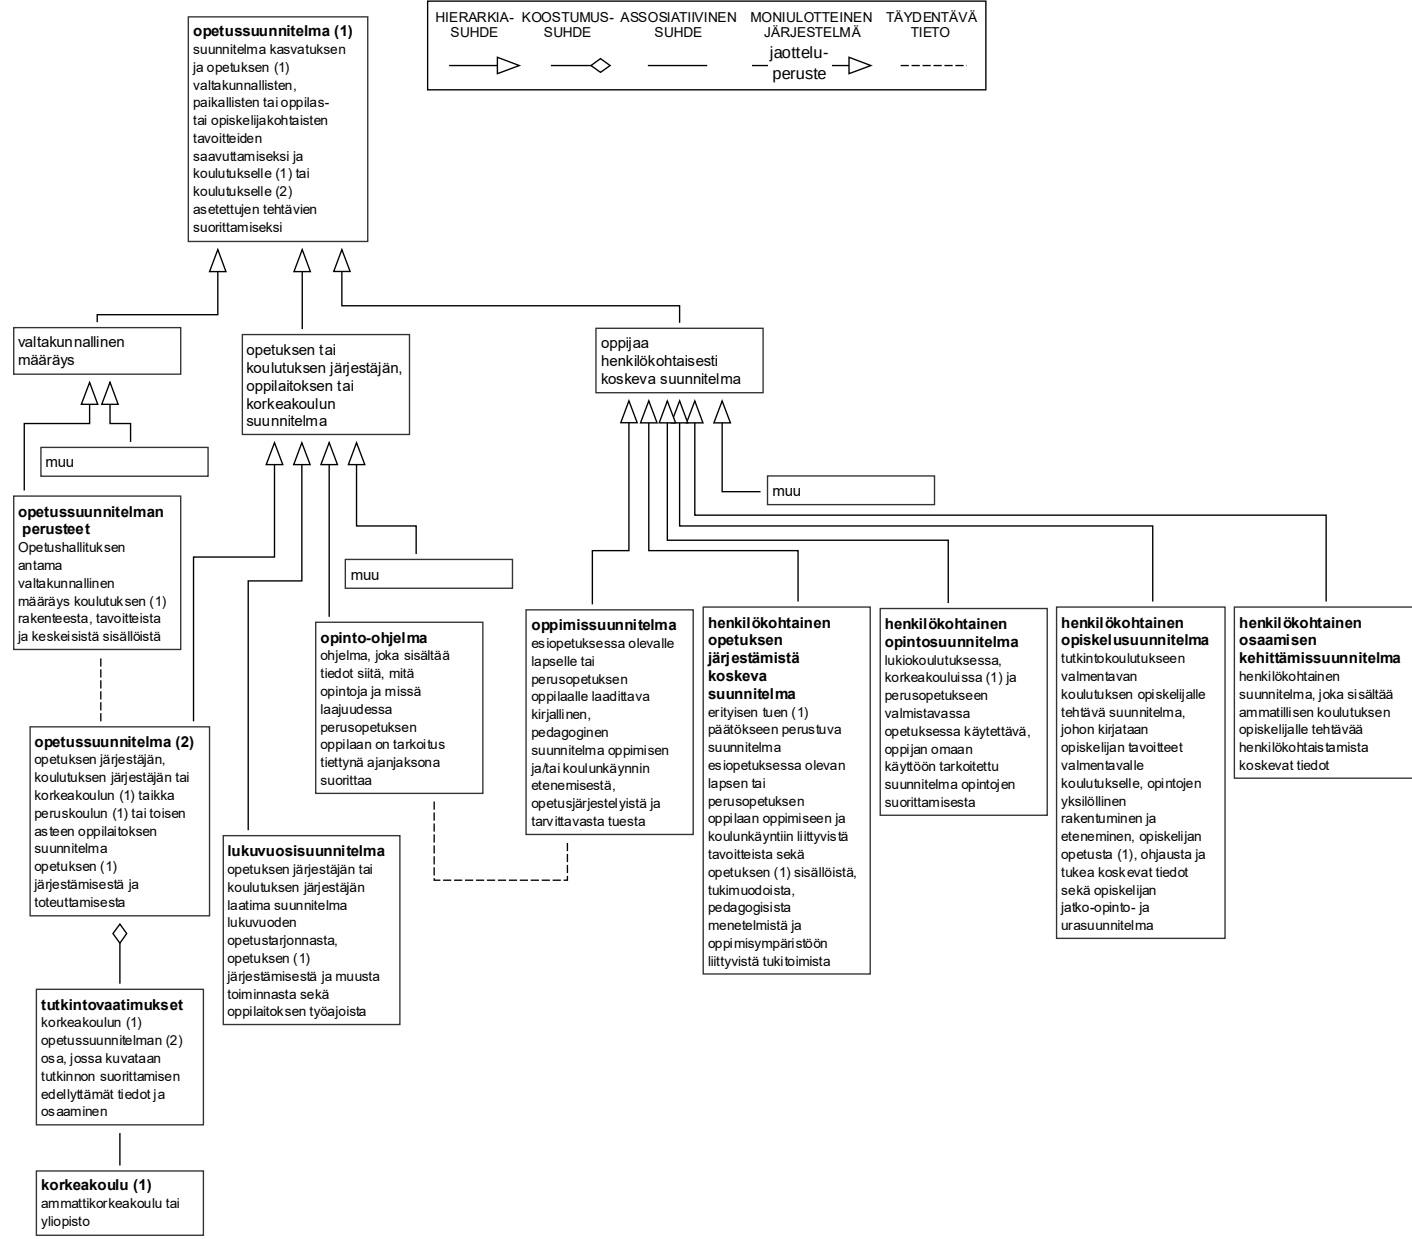 HIERARKIA-
SUHDE
KOOSTUMUS-
SUHDE
ASSOSIATIIVINEN
SUHDE
MONIULOTTEINEN
JÄRJESTELMÄ
TÄYDENTÄVÄ
TIETO
jaottelu-
peruste
opetussuunnitelma (1)
suunnitelma kasvatuksen
ja opetuksen (1)
valtakunnallisten,
paikallisten tai oppilas-
tai opiskelijakohtaisten
tavoitteiden
saavuttamiseksi ja
koulutukselle (1) tai
koulutukselle (2)
asetettujen tehtävien
suorittamiseksi
valtakunnallinen
määräys
opetuksen tai
koulutuksen järjestäjän,
oppilaitoksen tai
korkeakoulun
suunnitelma
oppijaa
henkilökohtaisesti
koskeva suunnitelma
muu
muu
muu
opetussuunnitelman
perusteet
Opetushallituksen
antama
valtakunnallinen
määräys koulutuksen (1)
rakenteesta, tavoitteista
ja keskeisistä sisällöistä
opetussuunnitelma (2)
opetuksen järjestäjän,
koulutuksen järjestäjän tai
korkeakoulun (1) taikka
peruskoulun (1) tai toisen
asteen oppilaitoksen
suunnitelma
opetuksen (1)
järjestämisestä ja
toteuttamisesta
lukuvuosisuunnitelma
opetuksen järjestäjän tai
koulutuksen järjestäjän
laatima suunnitelma
lukuvuoden
opetustarjonnasta,
opetuksen (1)
järjestämisestä ja muusta
toiminnasta sekä
oppilaitoksen työajoista
opinto-ohjelma
ohjelma, joka sisältää
tiedot siitä, mitä
opintoja ja missä
laajuudessa
perusopetuksen
oppilaan on tarkoitus
tiettynä ajanjaksona
suorittaa
oppimissuunnitelma
esiopetuksessa olevalle
lapselle tai
perusopetuksen
oppilaalle laadittava
kirjallinen,
pedagoginen
suunnitelma oppimisen
ja/tai koulunkäynnin
etenemisestä,
opetusjärjestelyistä ja
tarvittavasta tuesta
henkilökohtainen
opetuksen
järjestämistä
koskeva
suunnitelma
erityisen tuen (1)
päätökseen perustuva
suunnitelma
esiopetuksessa olevan
lapsen tai
perusopetuksen
oppilaan oppimiseen ja
koulunkäyntiin liittyvistä
tavoitteista sekä
opetuksen (1) sisällöistä,
tukimuodoista,
pedagogisista
menetelmistä ja
oppimisympäristöön
liittyvistä tukitoimista
henkilökohtainen
opintosuunnitelma
lukiokoulutuksessa,
korkeakouluissa (1) ja
perusopetukseen
valmistavassa
opetuksessa käytettävä,
oppijan omaan
käyttöön tarkoitettu
suunnitelma opintojen
suorittamisesta
henkilökohtainen
opiskelusuunnitelma
tutkintokoulutukseen
valmentavan
koulutuksen opiskelijalle
tehtävä suunnitelma,
johon kirjataan
opiskelijan tavoitteet
valmentavalle
koulutukselle, opintojen
yksilöllinen
rakentuminen ja
eteneminen, opiskelijan
opetusta (1), ohjausta ja
tukea koskevat tiedot
sekä opiskelijan
jatko-opinto- ja
urasuunnitelma
henkilökohtainen
osaamisen
kehittämissuunnitelma
henkilökohtainen
suunnitelma, joka sisältää
ammatillisen koulutuksen
opiskelijalle tehtävää
henkilökohtaistamista
koskevat tiedot
tutkintovaatimukset
korkeakoulun (1)
opetussuunnitelman (2)
osa, jossa kuvataan
tutkinnon suorittamisen
edellyttämät tiedot ja
osaaminen
korkeakoulu (1)
ammattikorkeakoulu tai
yliopisto